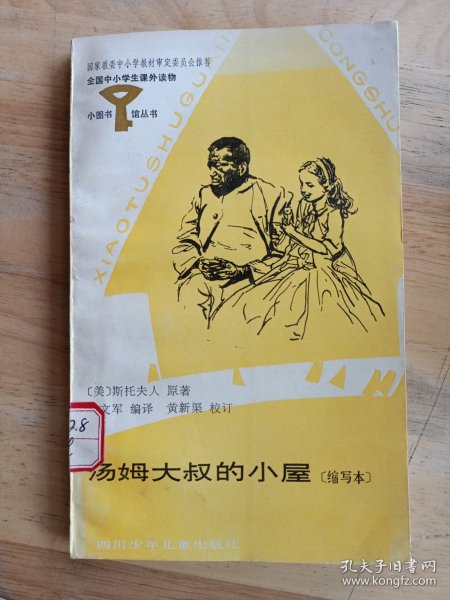 国家教委中小学教材审定委员会推荐
全国中小学生课外读物
小图书馆丛书
XIAOTUSHUGUAN CONGSHU
〔美〕斯托夫人 原著
文军 编译 黄新渠 校订
汤姆大叔的小屋〔缩写本〕
四川少年儿童出版社
.8
孔夫子旧书网
www.kongfz.com